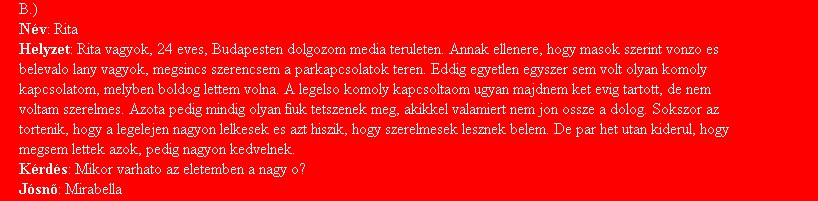 B.)
Név: Rita
Helyzet: Rita vagyok, 24 eves, Budapesten dolgozom media teruleten. Annak ellenere, hogy masok szerint vonzo es
belevalo lany vagyok, megsincs szerencsem a parkapcsolatok teren. Eddig egyetlen egyszer sem volt olyan komoly
kapcsolatom, melyben boldog lettem volna. A legelso komoly kapcsoltaom ugyan majdnem ket evig tartott, de nem
voltam szerelmes. Azota pedig mindig olyan fiuk tetszenek meg, akikkel valamiert nem jon ossze a dolog. Sokszor az
tortenik, hogy a legelejen nagyon lelkesek es azt hiszik, hogy szerelmesek lesznek belem. De par het utan kiderul, hogy
megsem lettek azok, pedig nagyon kedvelnek.
Kérdés: Mikor varhato az eletemben a nagy o?
Jósnő: Mirabella